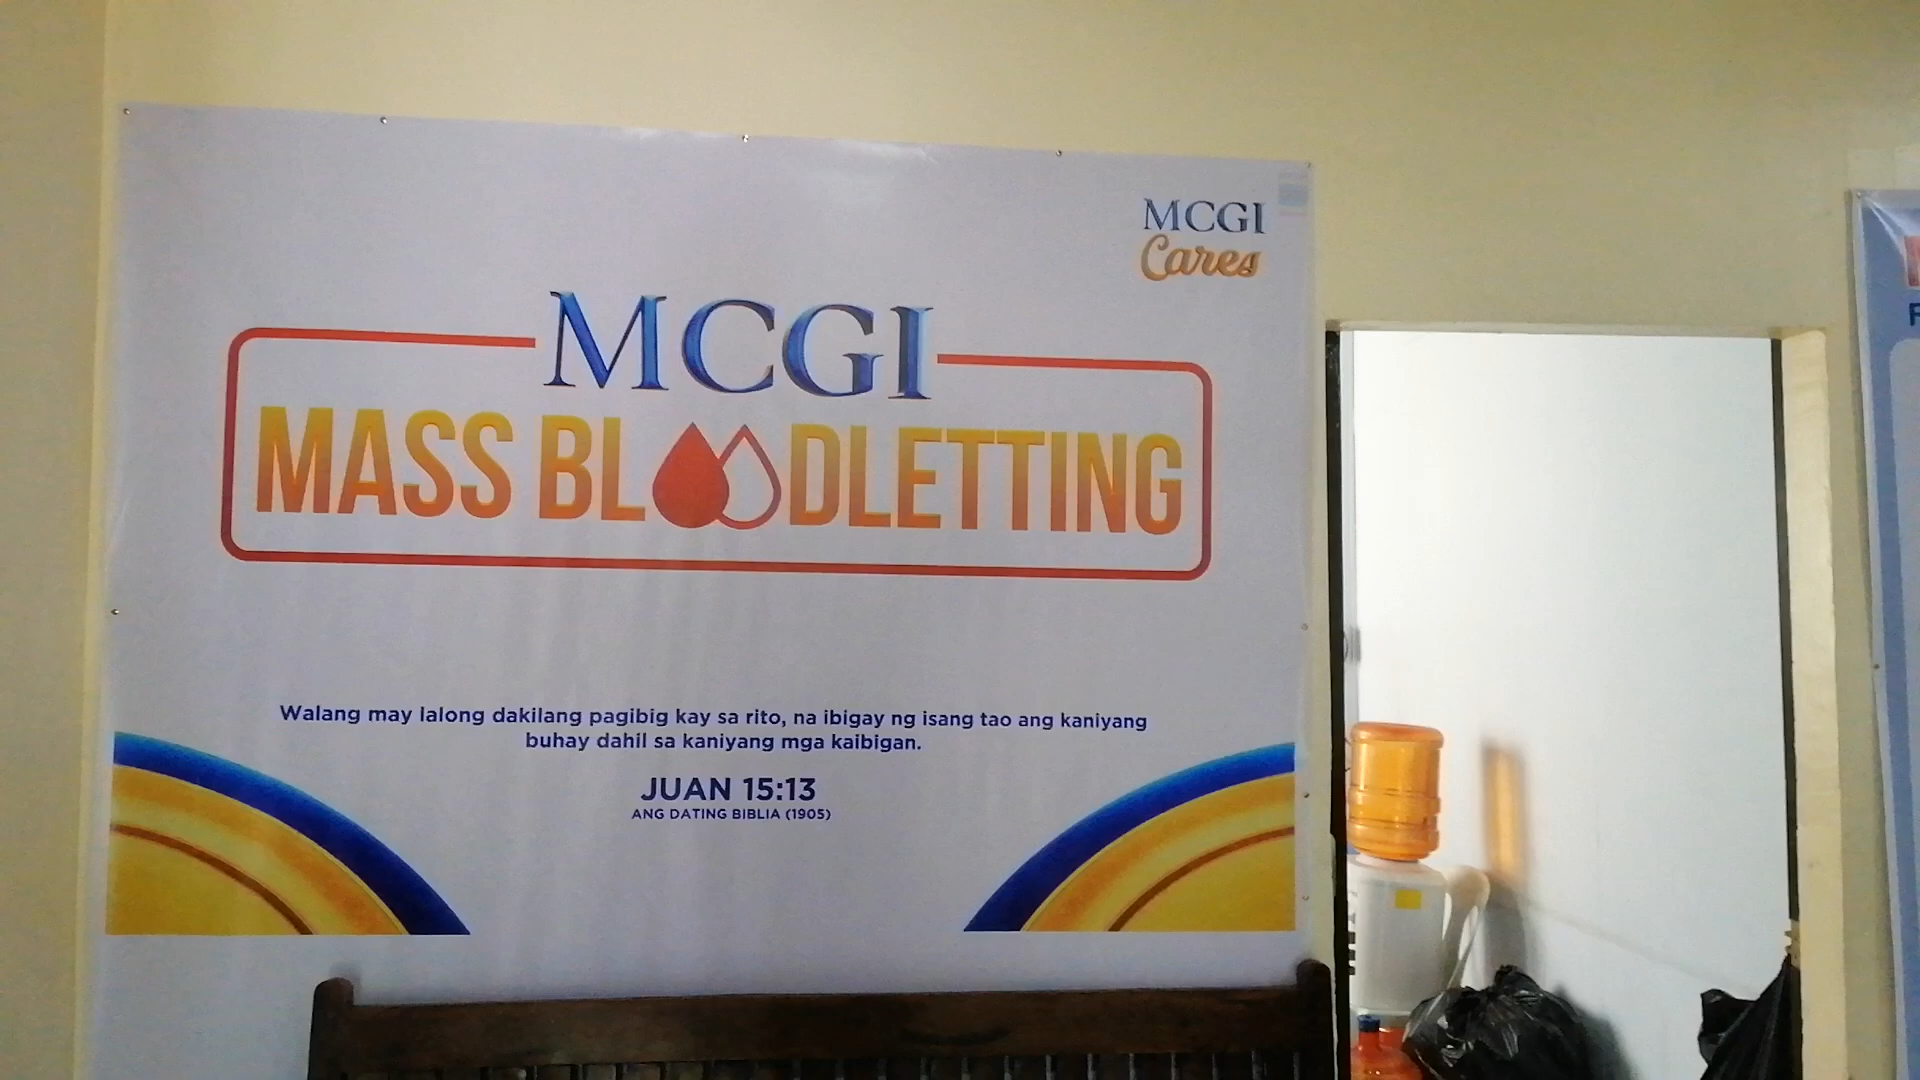 MCGI
Cares
MCGI
MASS BLOODLETTING
Walang may lalong dakilang pagibig kay sa rito, na ibigay ng isang tao ang kaniyang
buhay dahil sa kaniyang mga kaibigan.
JUAN 15:13
ANG DATING BIBLIA (1905)